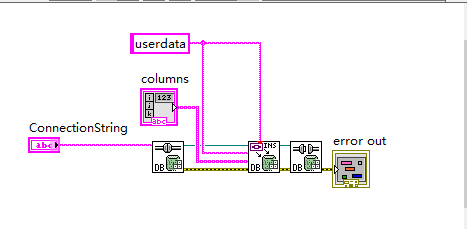 userdata
columns
i
j
k
123
abc
ConnectionString
abc
INS
error out
DB
DB
DB